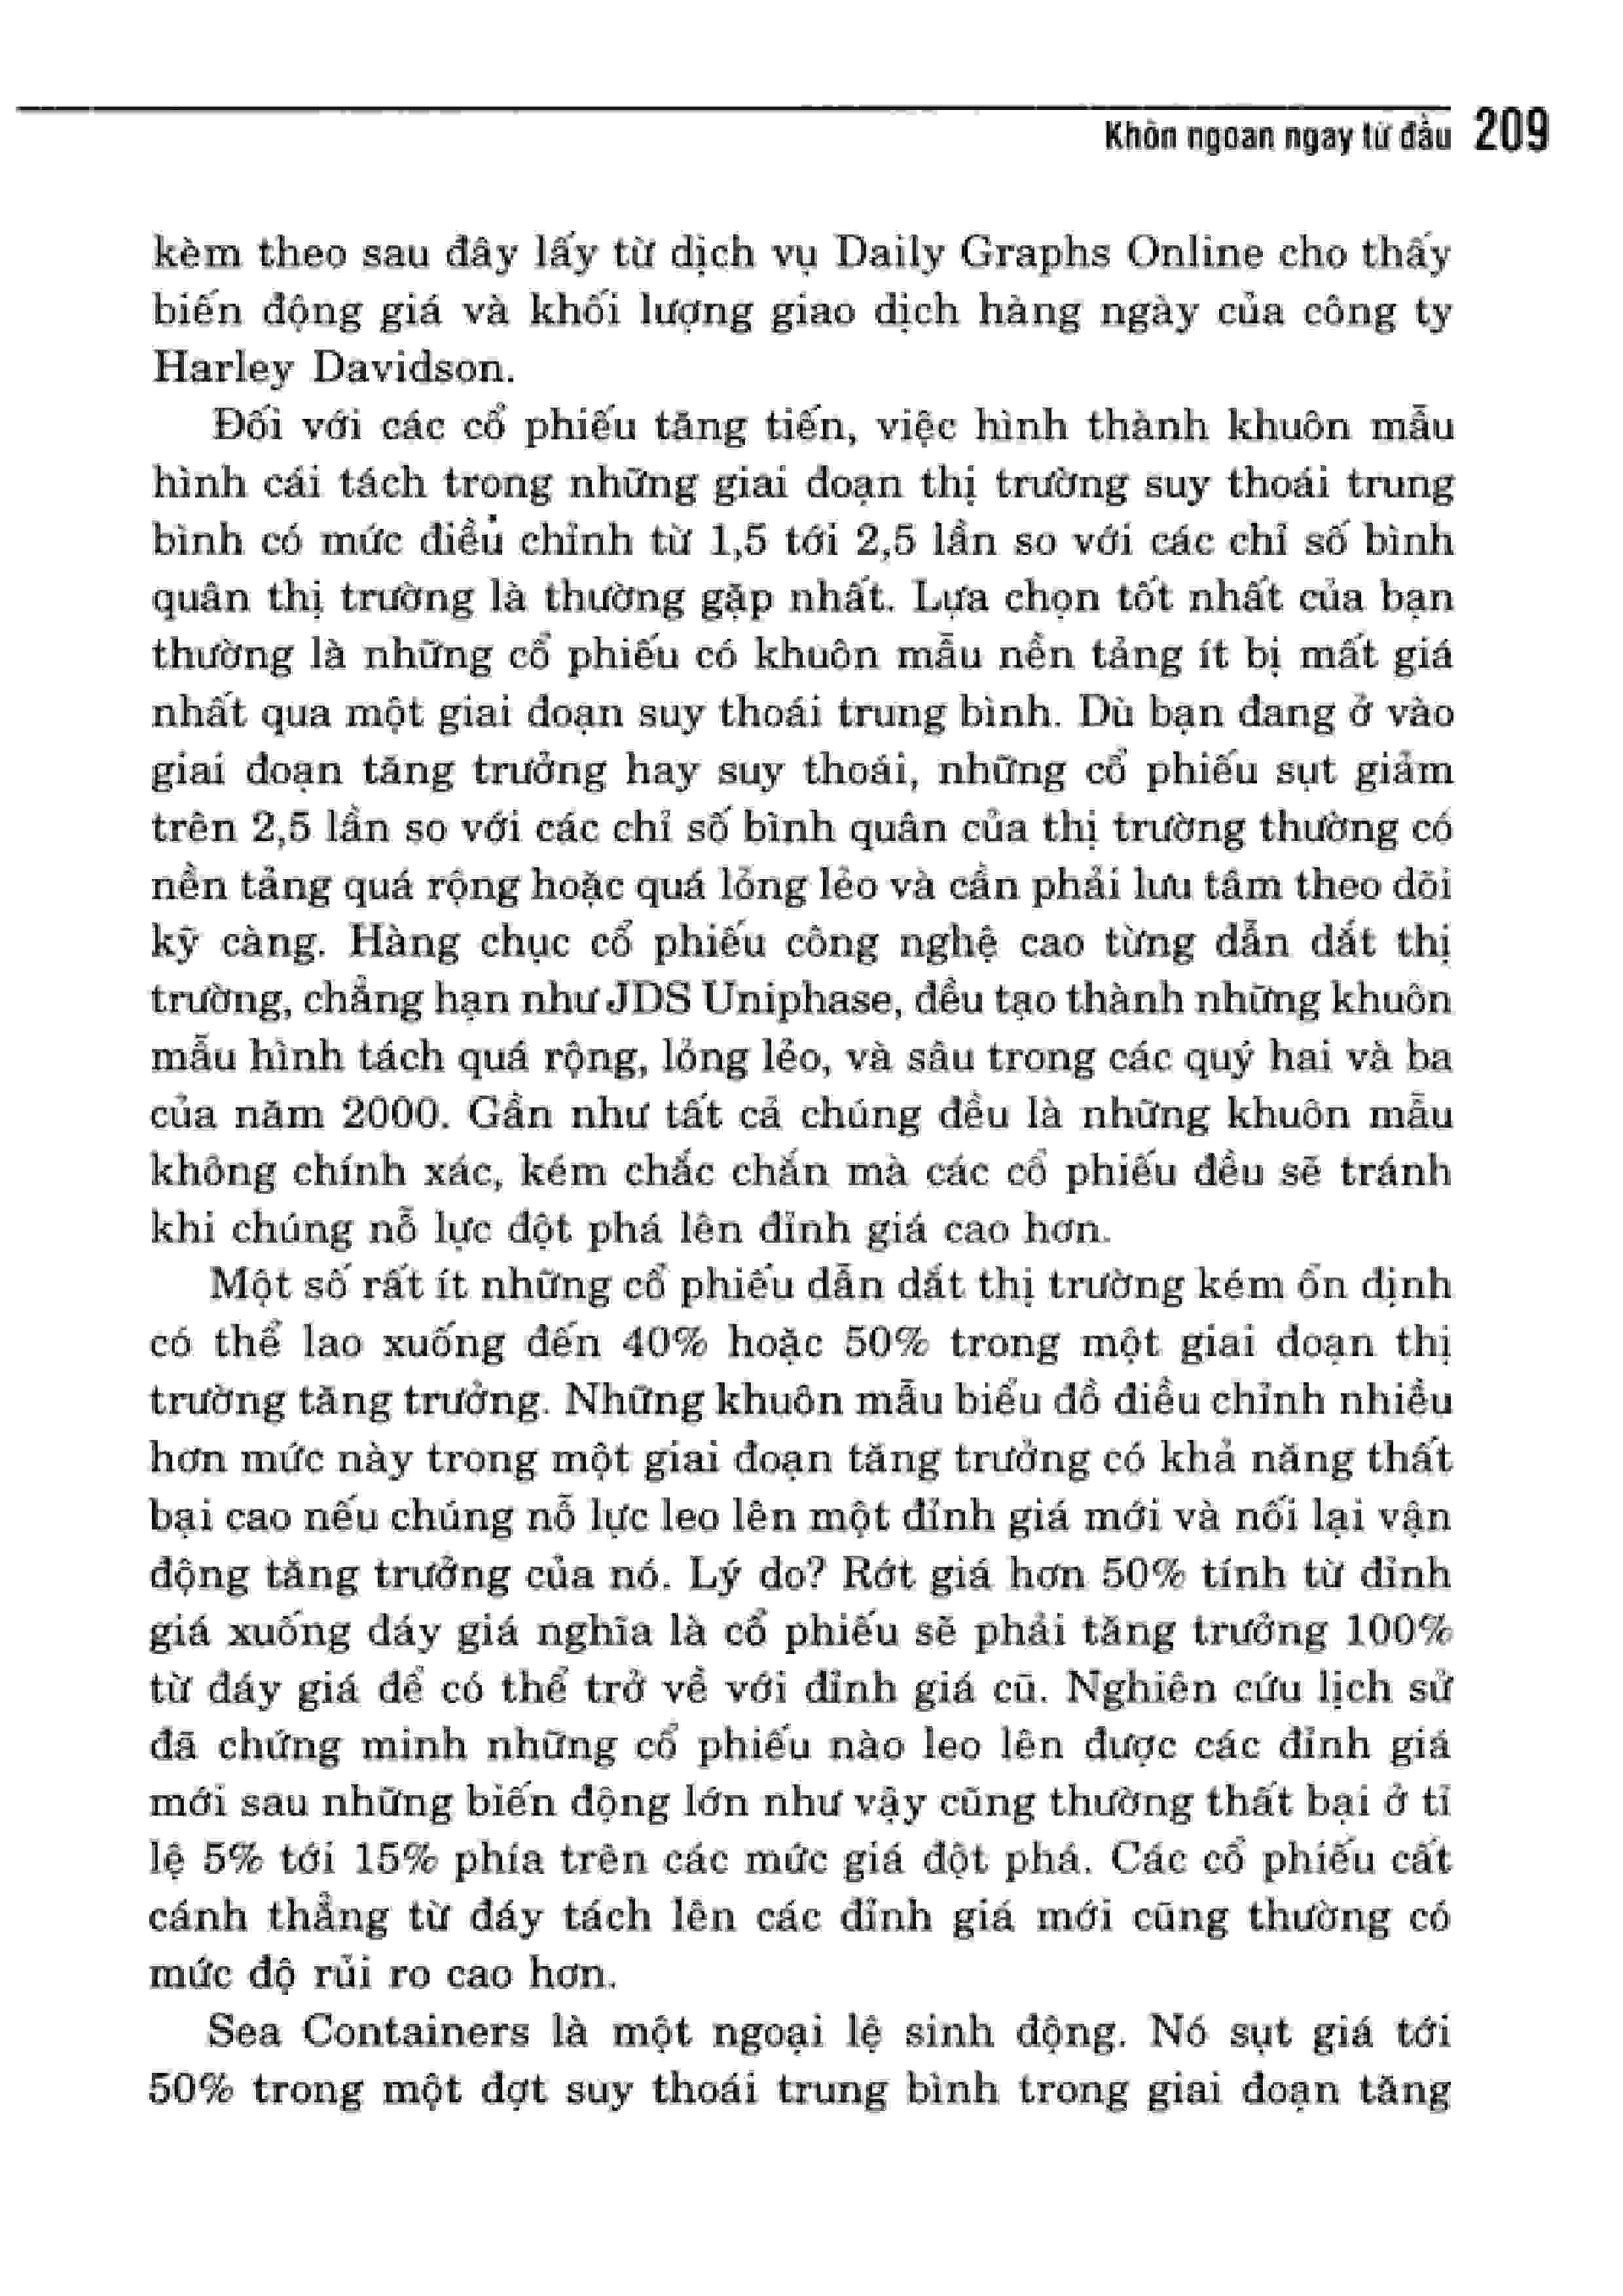 Khôn ngoan ngay từ đầu 209
kèm theo sau đây lấy từ dịch vụ Daily Graphs Online cho thấy
biến động giá và khối lượng giao dịch hàng ngày của công ty
Harley Davidson.
Đối với các cổ phiếu tăng tiến, việc hình thành khuôn mẫu
hình cái tách trong những giai đoạn thị trường suy thoái trung
bình có mức điều chỉnh từ 1,5 tới 2,5 lần so với các chỉ số bình
quân thị trường là thường gặp nhất. Lựa chọn tốt nhất của bạn
thường là những cổ phiếu có khuôn mẫu nền tảng ít bị mất giá
nhất qua một giai đoạn suy thoái trung bình. Dù bạn đang ở vào
giai đoạn tăng trưởng hay suy thoái, những cổ phiếu sụt giảm
trên 2,5 lần so với các chỉ số bình quân của thị trường thường có
nền tảng quá rộng hoặc quá lỏng lẻo và cần phải lưu tâm theo dõi
kỹ càng. Hàng chục cổ phiếu công nghệ cao từng dẫn dắt thị
trường, chẳng hạn như JDS Uniphase, đều tạo thành những khuôn
mẫu hình tách quá rộng, lỏng lẻo, và sâu trong các quý hai và ba
của năm 2000. Gần như tất cả chúng đều là những khuôn mẫu
không chính xác, kém chắc chắn mà các cổ phiếu đều sẽ tránh
khi chúng nỗ lực đột phá lên đỉnh giá cao hơn.
Một số rất ít những cổ phiếu dẫn dắt thị trường kém ổn định
có thể lao xuống đến 40% hoặc 50% trong một giai đoạn thị
trường tăng trưởng. Những khuôn mẫu biểu đồ điều chỉnh nhiều
hơn mức này trong một giai đoạn tăng trưởng có khả năng thất
bại cao nếu chúng nỗ lực leo lên một đỉnh giá mới và nối lại vận
động tăng trưởng của nó. Lý do? Rớt giá hơn 50% tính từ đỉnh
giá xuống đáy giá nghĩa là cổ phiếu sẽ phải tăng trưởng 100%
từ đáy giá để có thể trở về với đỉnh giá cũ. Nghiên cứu lịch sử
đã chứng minh những cổ phiếu nào leo lên được các đỉnh giá
mới sau những biến động lớn như vậy cũng thường thất bại ở tỉ
lệ 5% tới 15% phía trên các mức giá đột phá. Các cổ phiếu cất
cánh thẳng từ đáy tách lên các đỉnh giá mới cũng thường có
mức độ rủi ro cao hơn.
Sea Containers là một ngoại lệ sinh động. Nó sụt giá tới
50% trong một đợt suy thoái trung bình trong giai đoạn tăng